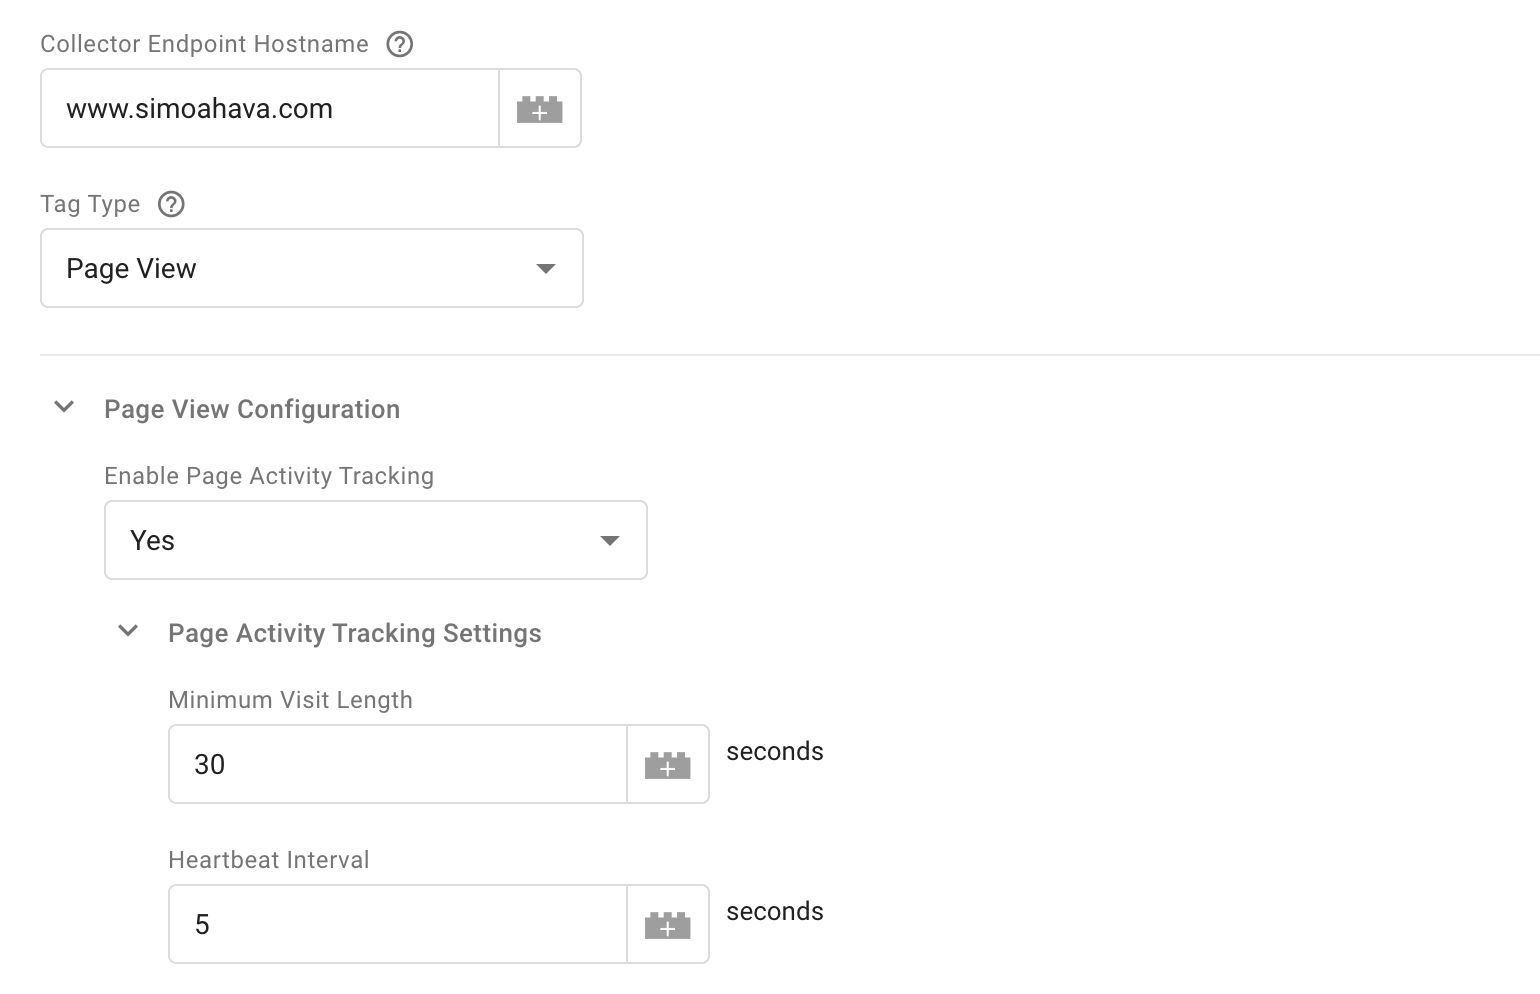 Collector Endpoint Hostname
www.simoahava.com
Tag Type
Page View
Page View Configuration
Enable Page Activity Tracking
Yes
Page Activity Tracking Settings
Minimum Visit Length
30 seconds
Heartbeat Interval
5 seconds